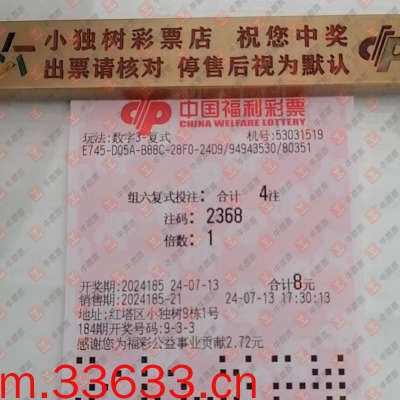 小独树彩票店 祝您中奖
出票请核对 停售后视为默认
中国福利彩票
CHINA WELFARE LOTTERY
玩法:数字3-复式 机号:53031519
E745-D05A-B88C-28F0-24D9/94943530/80351
组六复式投注: 合计 4注
注码: 2368
倍数: 1
开奖期:2024185 24-07-13 合计8元
销售期:2024185-21 24-07-13 17:30:13
地址:红塔区小独树9栋1号
184期开奖号码:9-3-3
感谢您为福彩公益事业贡献2.72元
m.33633.cn